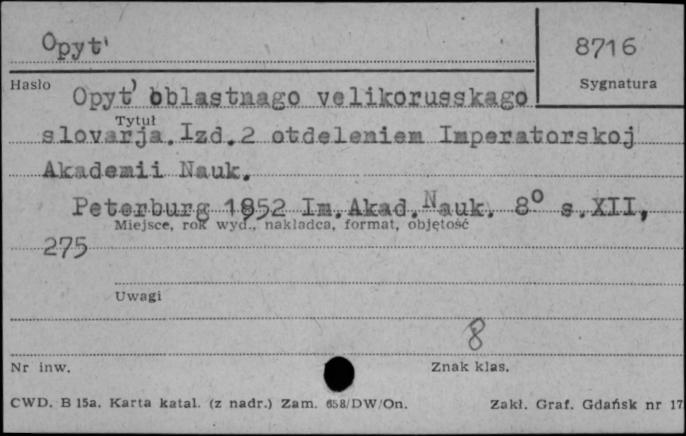 Opyt'
8716
Hasło
Sygnatura
Opyt' oblastnago velikorusskago
Tytuł
slovarja.Izd.2 otdeleniem Imperatorskoj
Akademii Nauk.
Peterburg 1852 Im.Akad.Nauk. 8° s.XII,
Miejsce, rok wyd., nakładca, format, objętość
275
Uwagi
8
Nr inw.
Znak klas.
CWD. B 15a. Karta katal. (z nadr.) Zam. 658/DW/On.
Zakł. Graf. Gdańsk nr 17